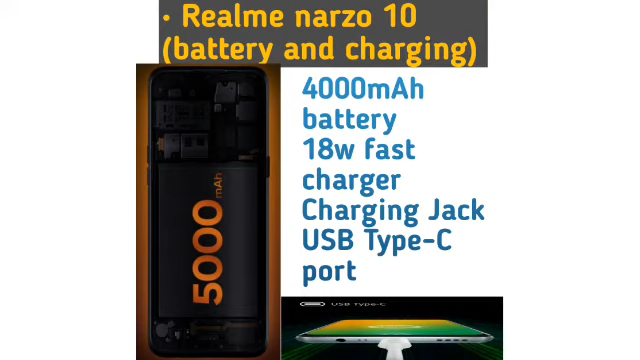 • Realme narzo 10
(battery and charging)
4000mAh
battery
18w fast
charger
Charging Jack
USB Type-C
port
5000mAh
USB Type-C